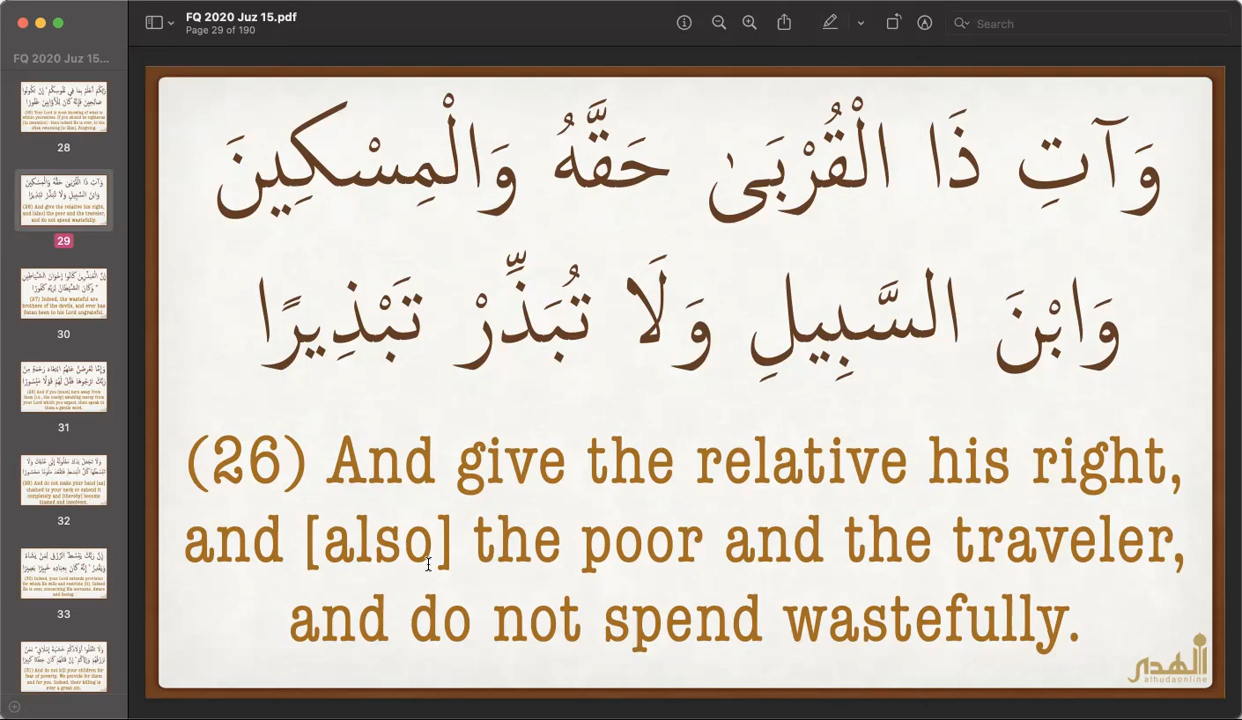 FQ 2020 Juz 15.pdf
Page 29 of 190
Search
FQ 2020 Juz 15...
28
29
30
31
32
33
وَآتِ ذَا الْقُرْبَىٰ حَقَّهُ وَالْمِسْكِينَ
وَابْنَ السَّبِيلِ وَلَا تُبَذِّرْ تَبْذِيرًا
(26) And give the relative his right,
and [also] the poor and the traveler,
and do not spend wastefully.
الهدى
alhudaonline